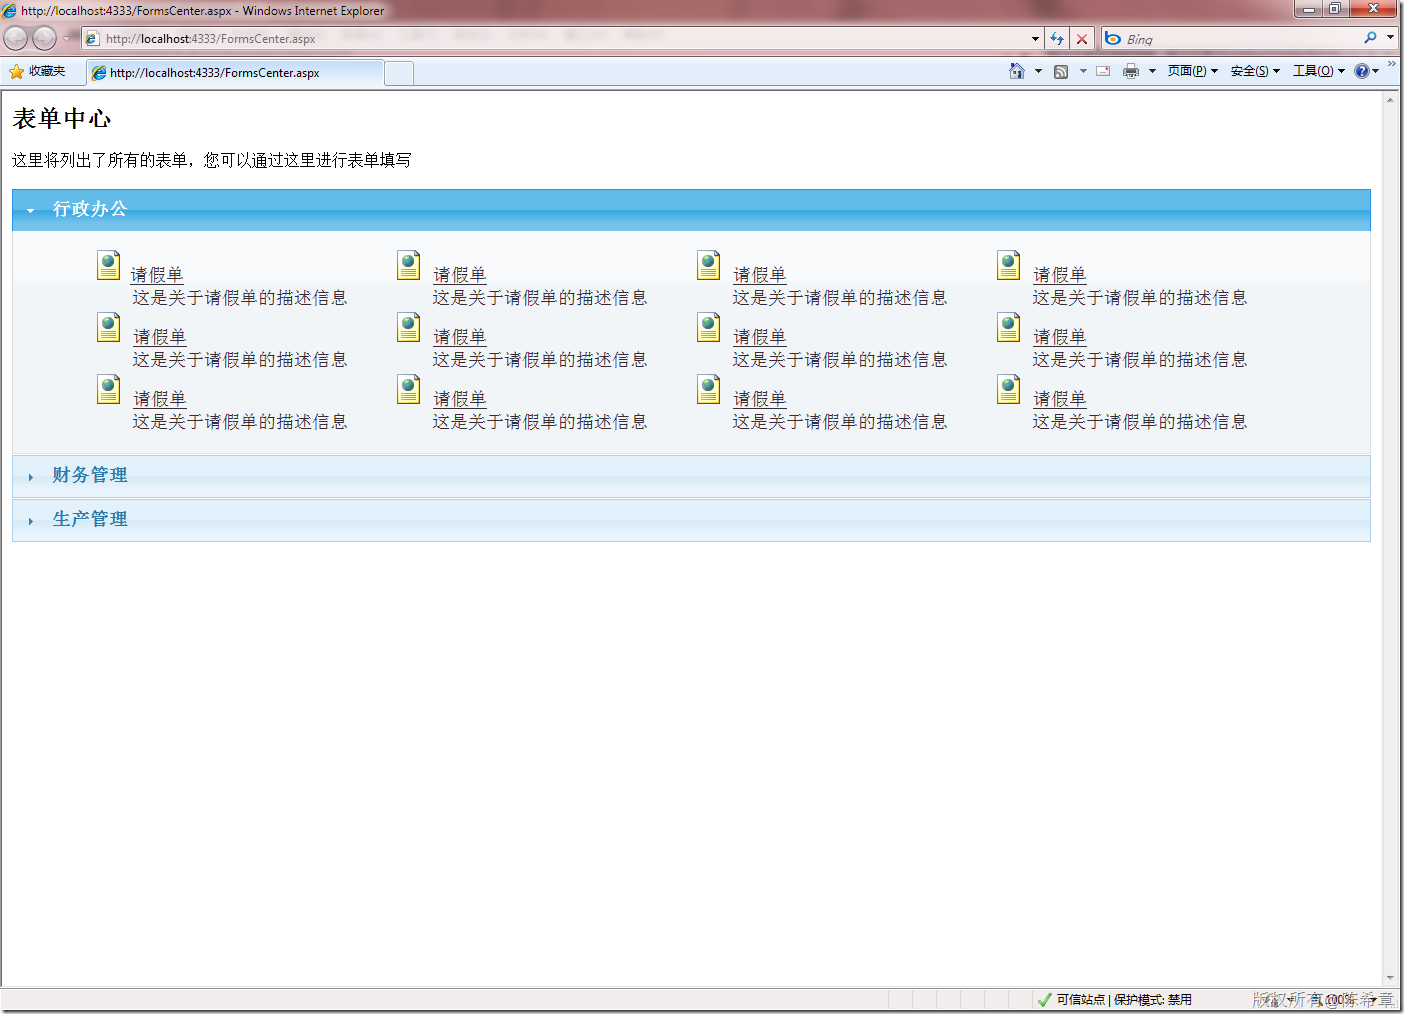 http://localhost:4333/FormsCenter.aspx - Windows Internet Explorer
http://localhost:4333/FormsCenter.aspx
Bing
收藏夹
http://localhost:4333/FormsCenter.aspx
页面(P)
安全(S)
工具(O)
表单中心
这里将列出了所有的表单，您可以通过这里进行表单填写
行政办公
请假单 请假单 请假单 请假单
这是关于请假单的描述信息 这是关于请假单的描述信息 这是关于请假单的描述信息 这是关于请假单的描述信息
请假单 请假单 请假单 请假单
这是关于请假单的描述信息 这是关于请假单的描述信息 这是关于请假单的描述信息 这是关于请假单的描述信息
请假单 请假单 请假单 请假单
这是关于请假单的描述信息 这是关于请假单的描述信息 这是关于请假单的描述信息 这是关于请假单的描述信息
财务管理
生产管理
可信站点 | 保护模式: 禁用
100%
版权所有@陈希章